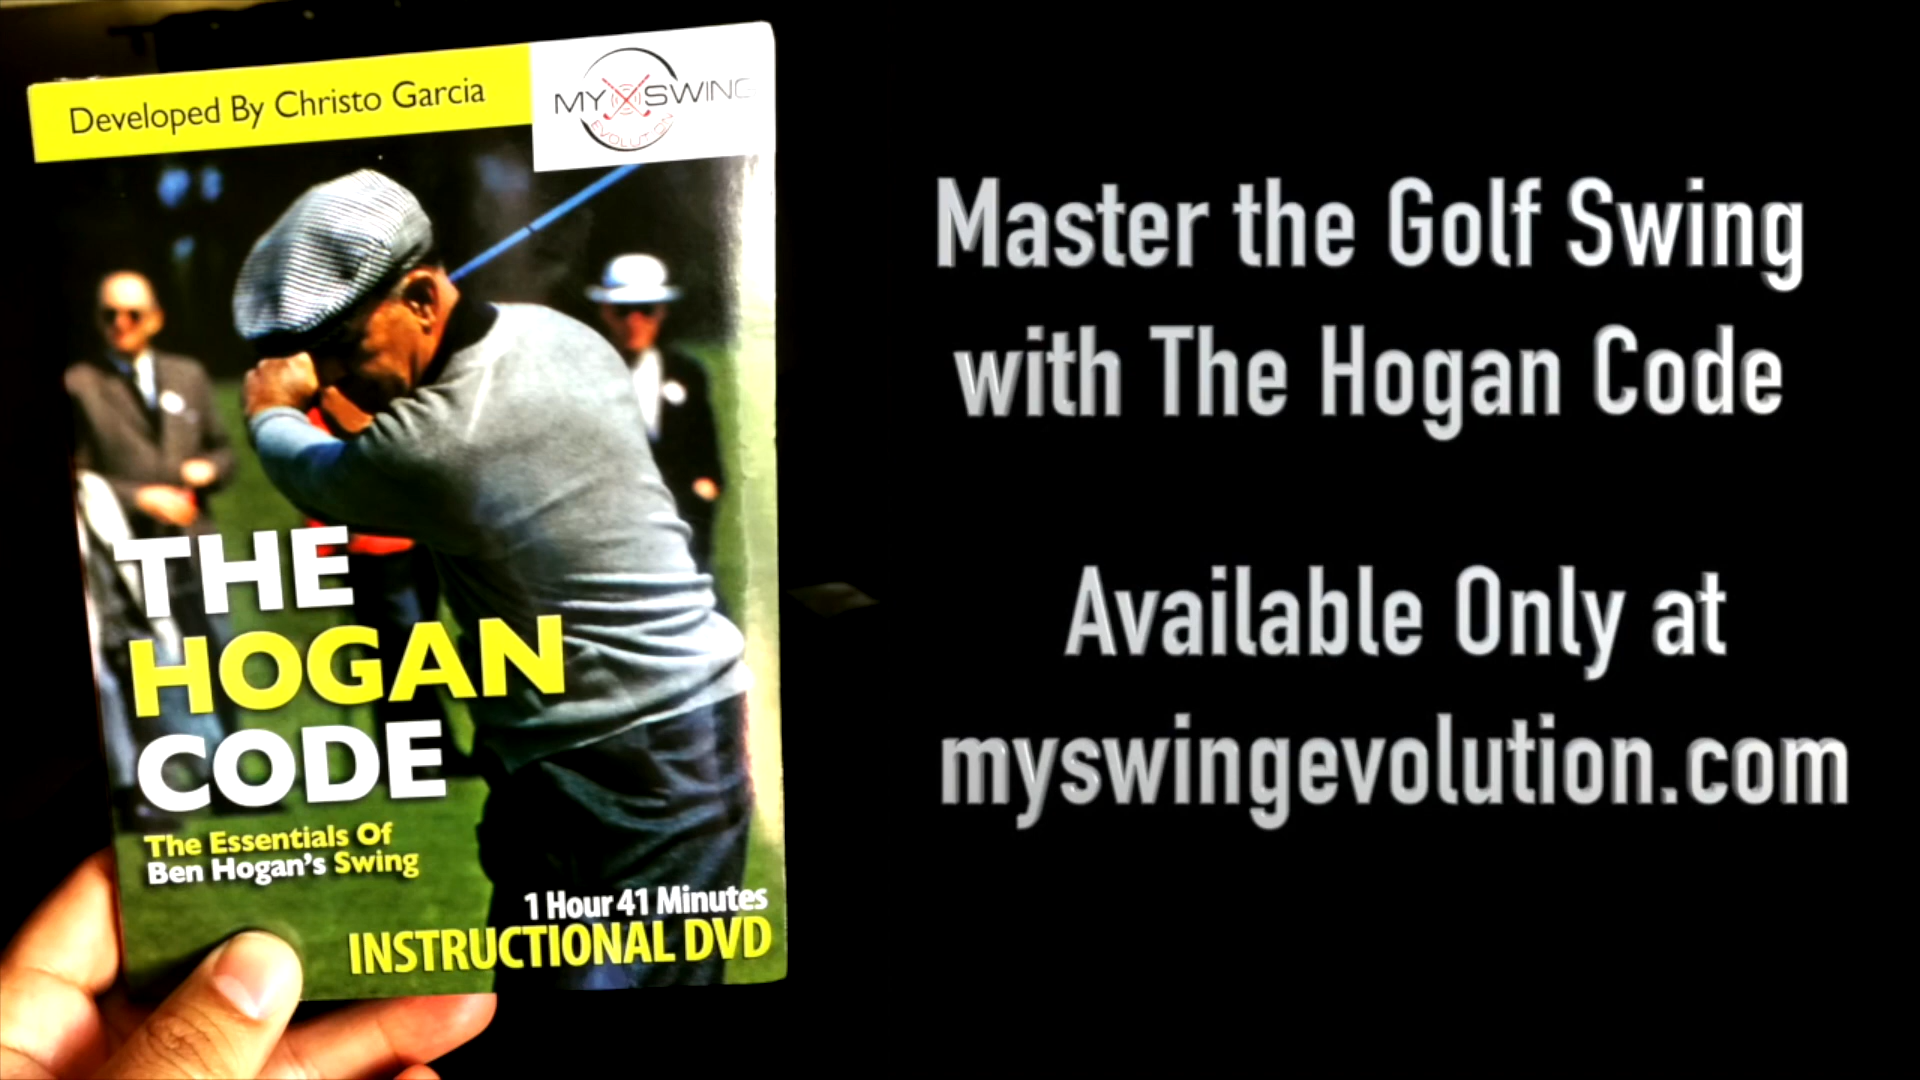 Developed By Christo Garcia
MY SWING
EVOLUTION
THE
HOGAN
CODE
The Essentials Of
Ben Hogan's Swing
1 Hour 41 Minutes
INSTRUCTIONAL DVD
Master the Golf Swing
with The Hogan Code
Available Only at
myswingevolution.com